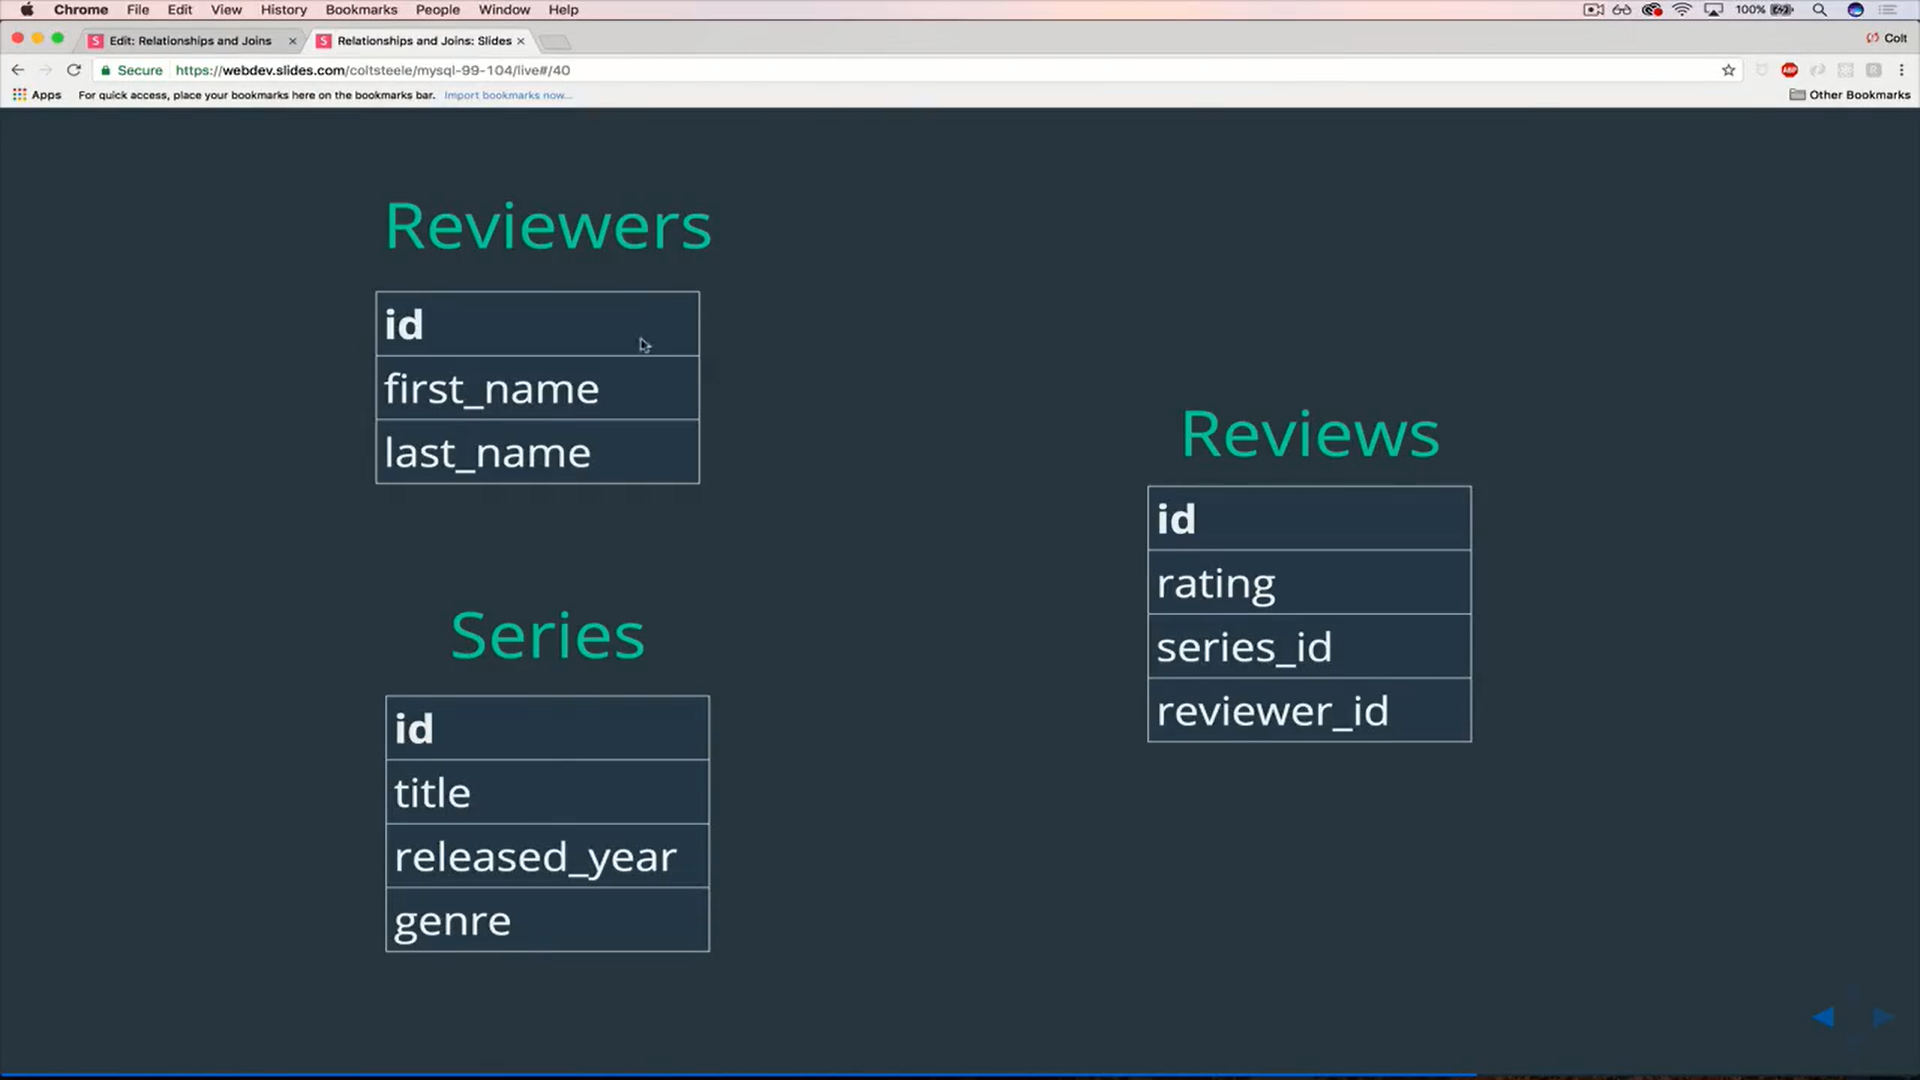 Chrome File Edit View History Bookmarks People Window Help 100%
Edit: Relationships and Joins Relationships and Joins: Slides Colt
Secure https://webdev.slides.com/coltsteele/mysql-99-104/live#/40 ABP
Apps For quick access, place your bookmarks here on the bookmarks bar. Import bookmarks now... Other Bookmarks
Reviewers
id
first_name
last_name
Reviews
id
rating
series_id
reviewer_id
Series
id
title
released_year
genre